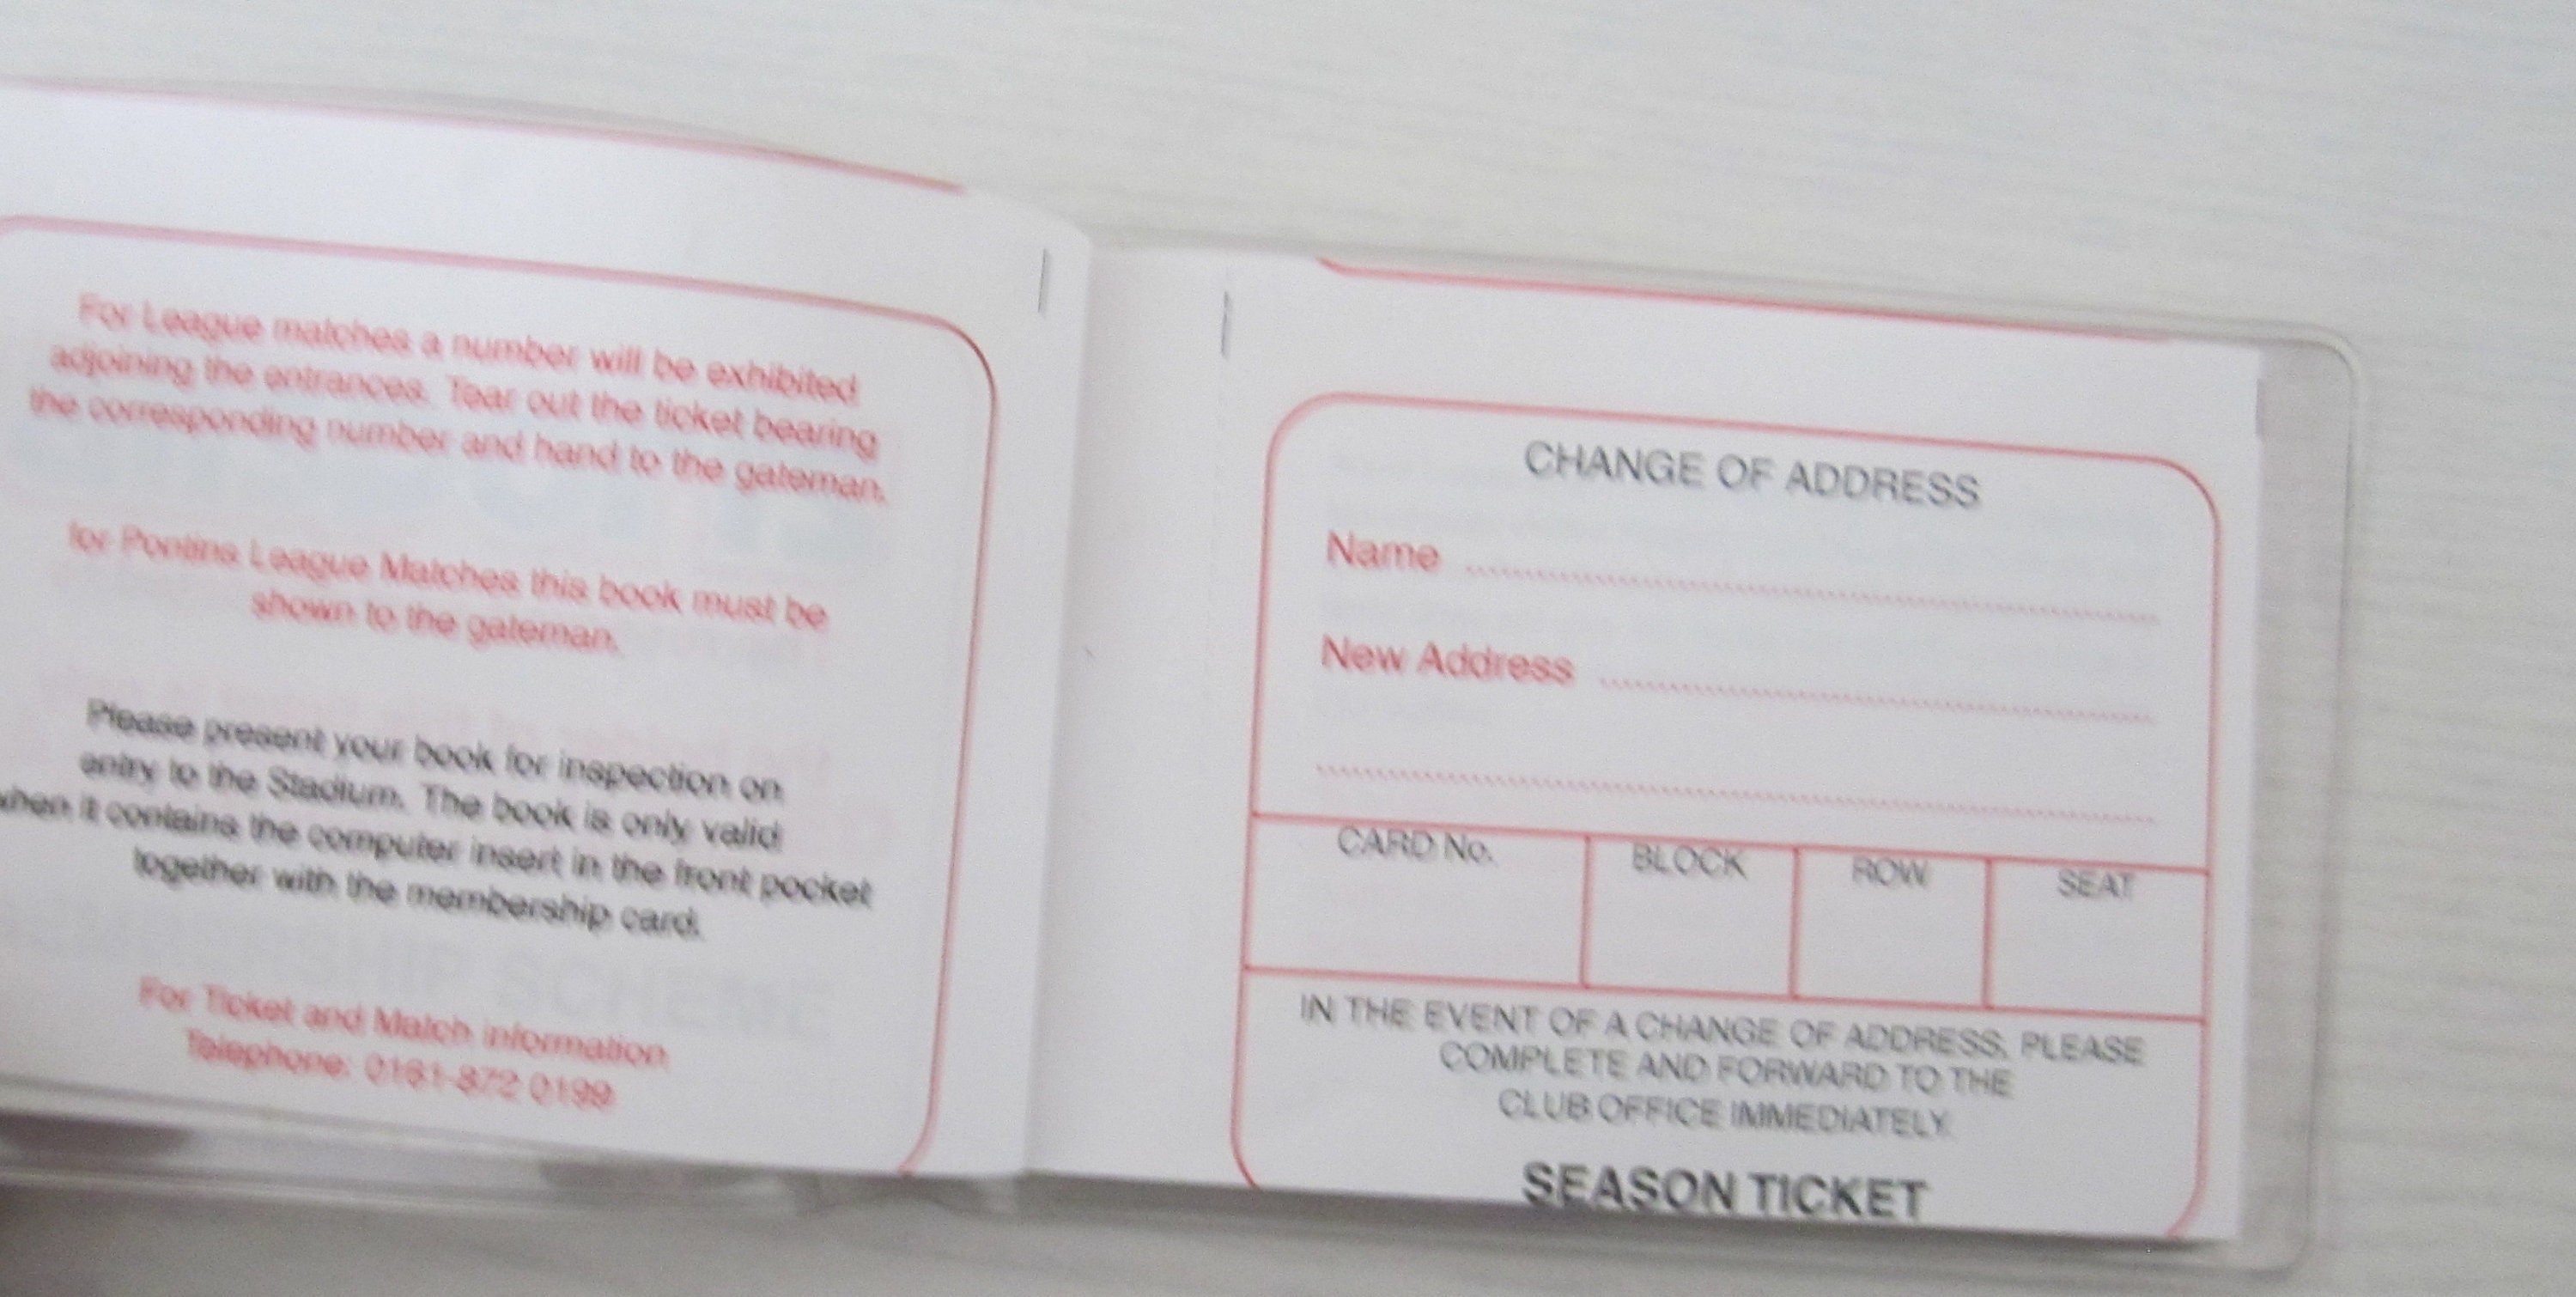 For League matches a number will be exhibited
adjoining the entrances. Tear out the ticket bearing
the corresponding number and hand to the gateman.
for Pontins League Matches this book must be
shown to the gateman.
Please present your book for inspection on
entry to the Stadium. The book is only valid
when it contains the computer insert in the front pocket
together with the membership card.
For Ticket and Match information
Telephone: 0161-872 0199
CHANGE OF ADDRESS
Name
New Address
CARD No. BLOCK ROW SEAT
IN THE EVENT OF A CHANGE OF ADDRESS, PLEASE
COMPLETE AND FORWARD TO THE
CLUB OFFICE IMMEDIATELY.
SEASON TICKET